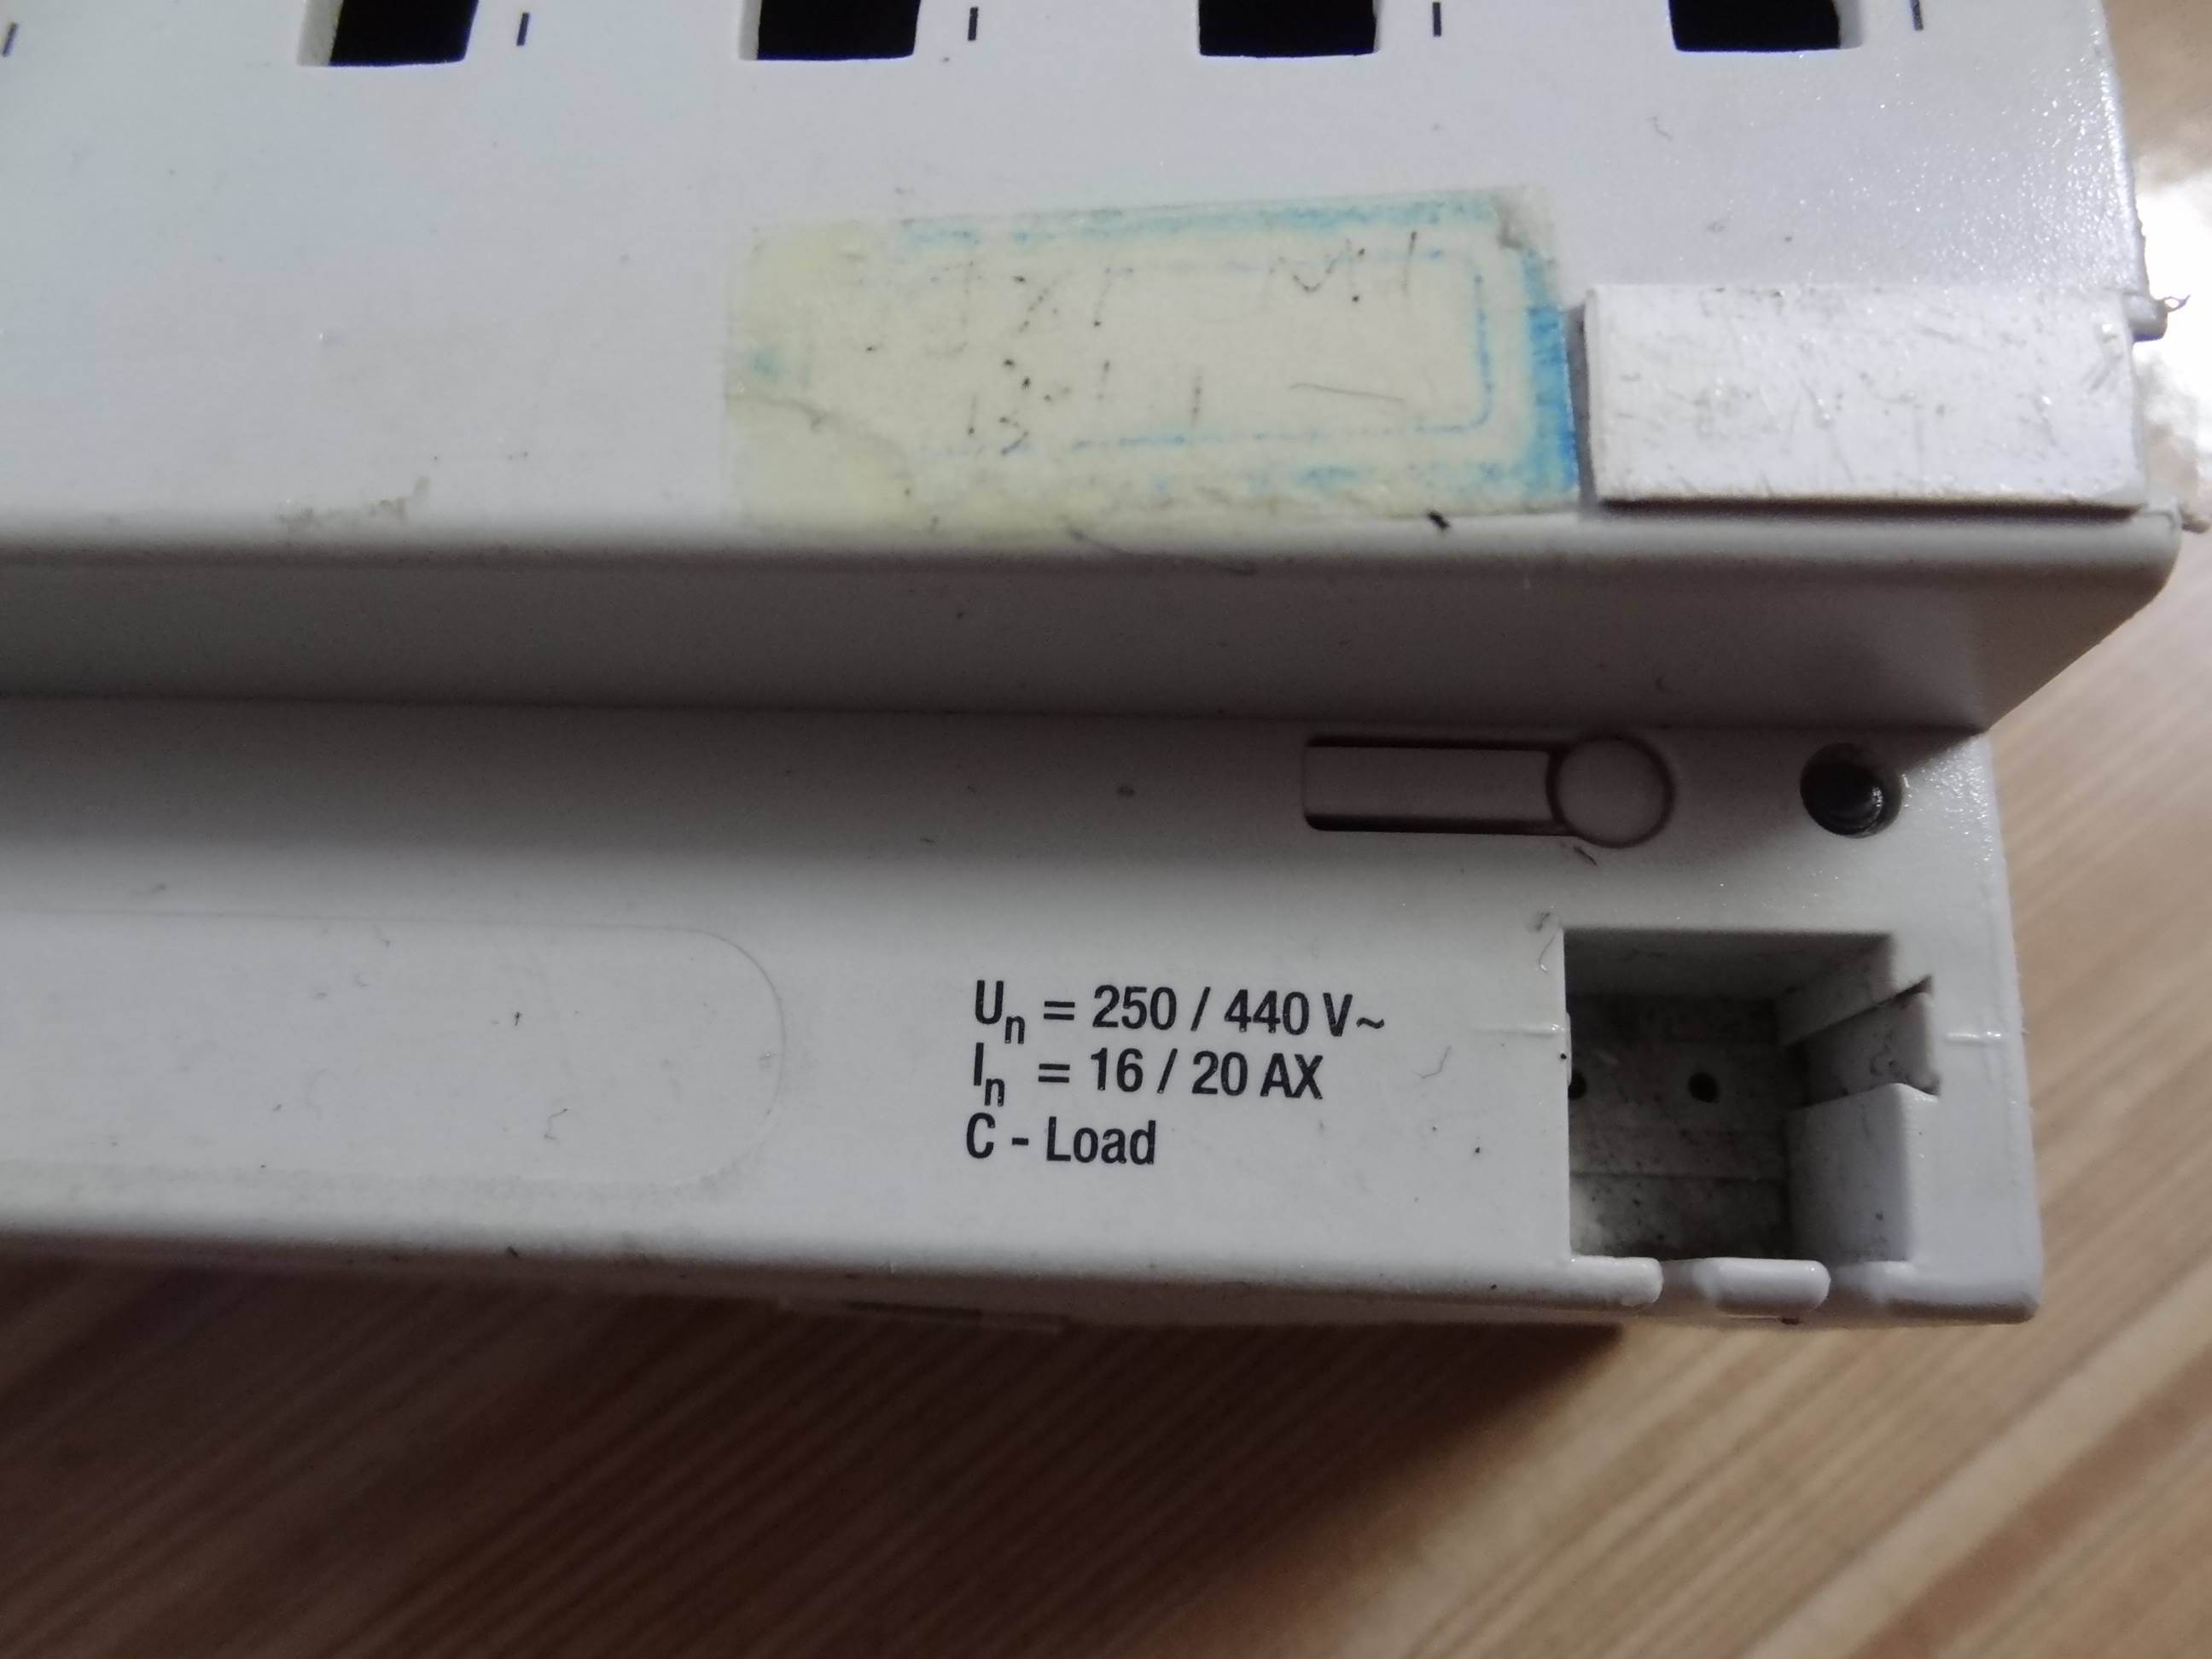 I I I I I
Un = 250 / 440 V~
In = 16 / 20 AX
C - Load